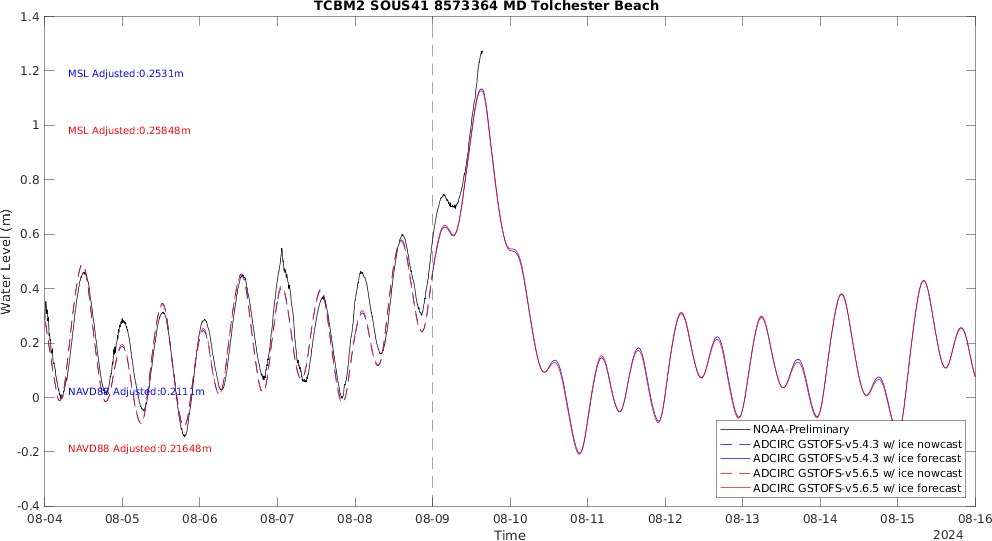 TCBM2 SOUS41 8573364 MD Tolchester Beach
1.4
1.2
1
0.8
0.6
0.4
0.2
0
-0.2
-0.4
Water Level (m)
MSL Adjusted:0.2531m
MSL Adjusted:0.25848m
NAVD88 Adjusted:0.2111m
NAVD88 Adjusted:0.21648m
NOAA-Preliminary
ADCIRC GSTOFS-v5.4.3 w/ ice nowcast
ADCIRC GSTOFS-v5.4.3 w/ ice forecast
ADCIRC GSTOFS-v5.6.5 w/ ice nowcast
ADCIRC GSTOFS-v5.6.5 w/ ice forecast
08-04 08-05 08-06 08-07 08-08 08-09 08-10 08-11 08-12 08-13 08-14 08-15 08-16
Time
2024